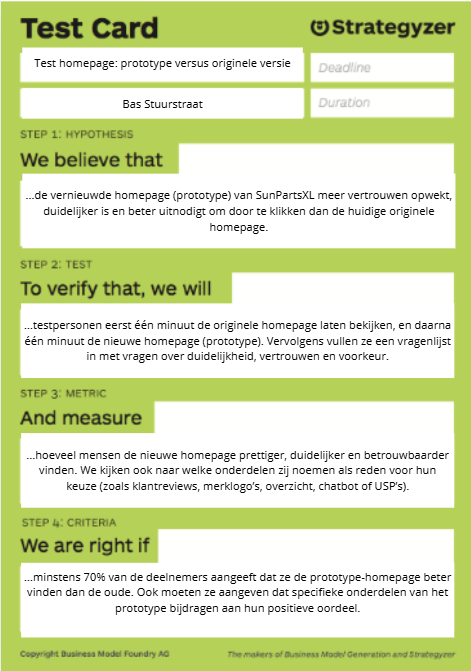 Test Card
Strategyzer
Test homepage: prototype versus originele versie
Deadline
Bas Stuurstraat
Duration
STEP 1: HYPOTHESIS
We believe that
...de vernieuwde homepage (prototype) van SunPartsXL meer vertrouwen opwekt,
duidelijker is en beter uitnodigt om door te klikken dan de huidige originele
homepage.
STEP 2: TEST
To verify that, we will
...testpersonen eerst één minuut de originele homepage laten bekijken, en daarna
één minuut de nieuwe homepage (prototype). Vervolgens vullen ze een vragenlijst
in met vragen over duidelijkheid, vertrouwen en voorkeur.
STEP 3: METRIC
And measure
...hoeveel mensen de nieuwe homepage prettiger, duidelijker en betrouwbaarder
vinden. We kijken ook naar welke onderdelen zij noemen als reden voor hun
keuze (zoals klantreviews, merklogo's, overzicht, chatbot of USP's).
STEP 4: CRITERIA
We are right if
...minstens 70% van de deelnemers aangeeft dat ze de prototype-homepage beter
vinden dan de oude. Ook moeten ze aangeven dat specifieke onderdelen van het
prototype bijdragen aan hun positieve oordeel.
Copyright Business Model Foundry AG
The makers of Business Model Generation and Strategyzer